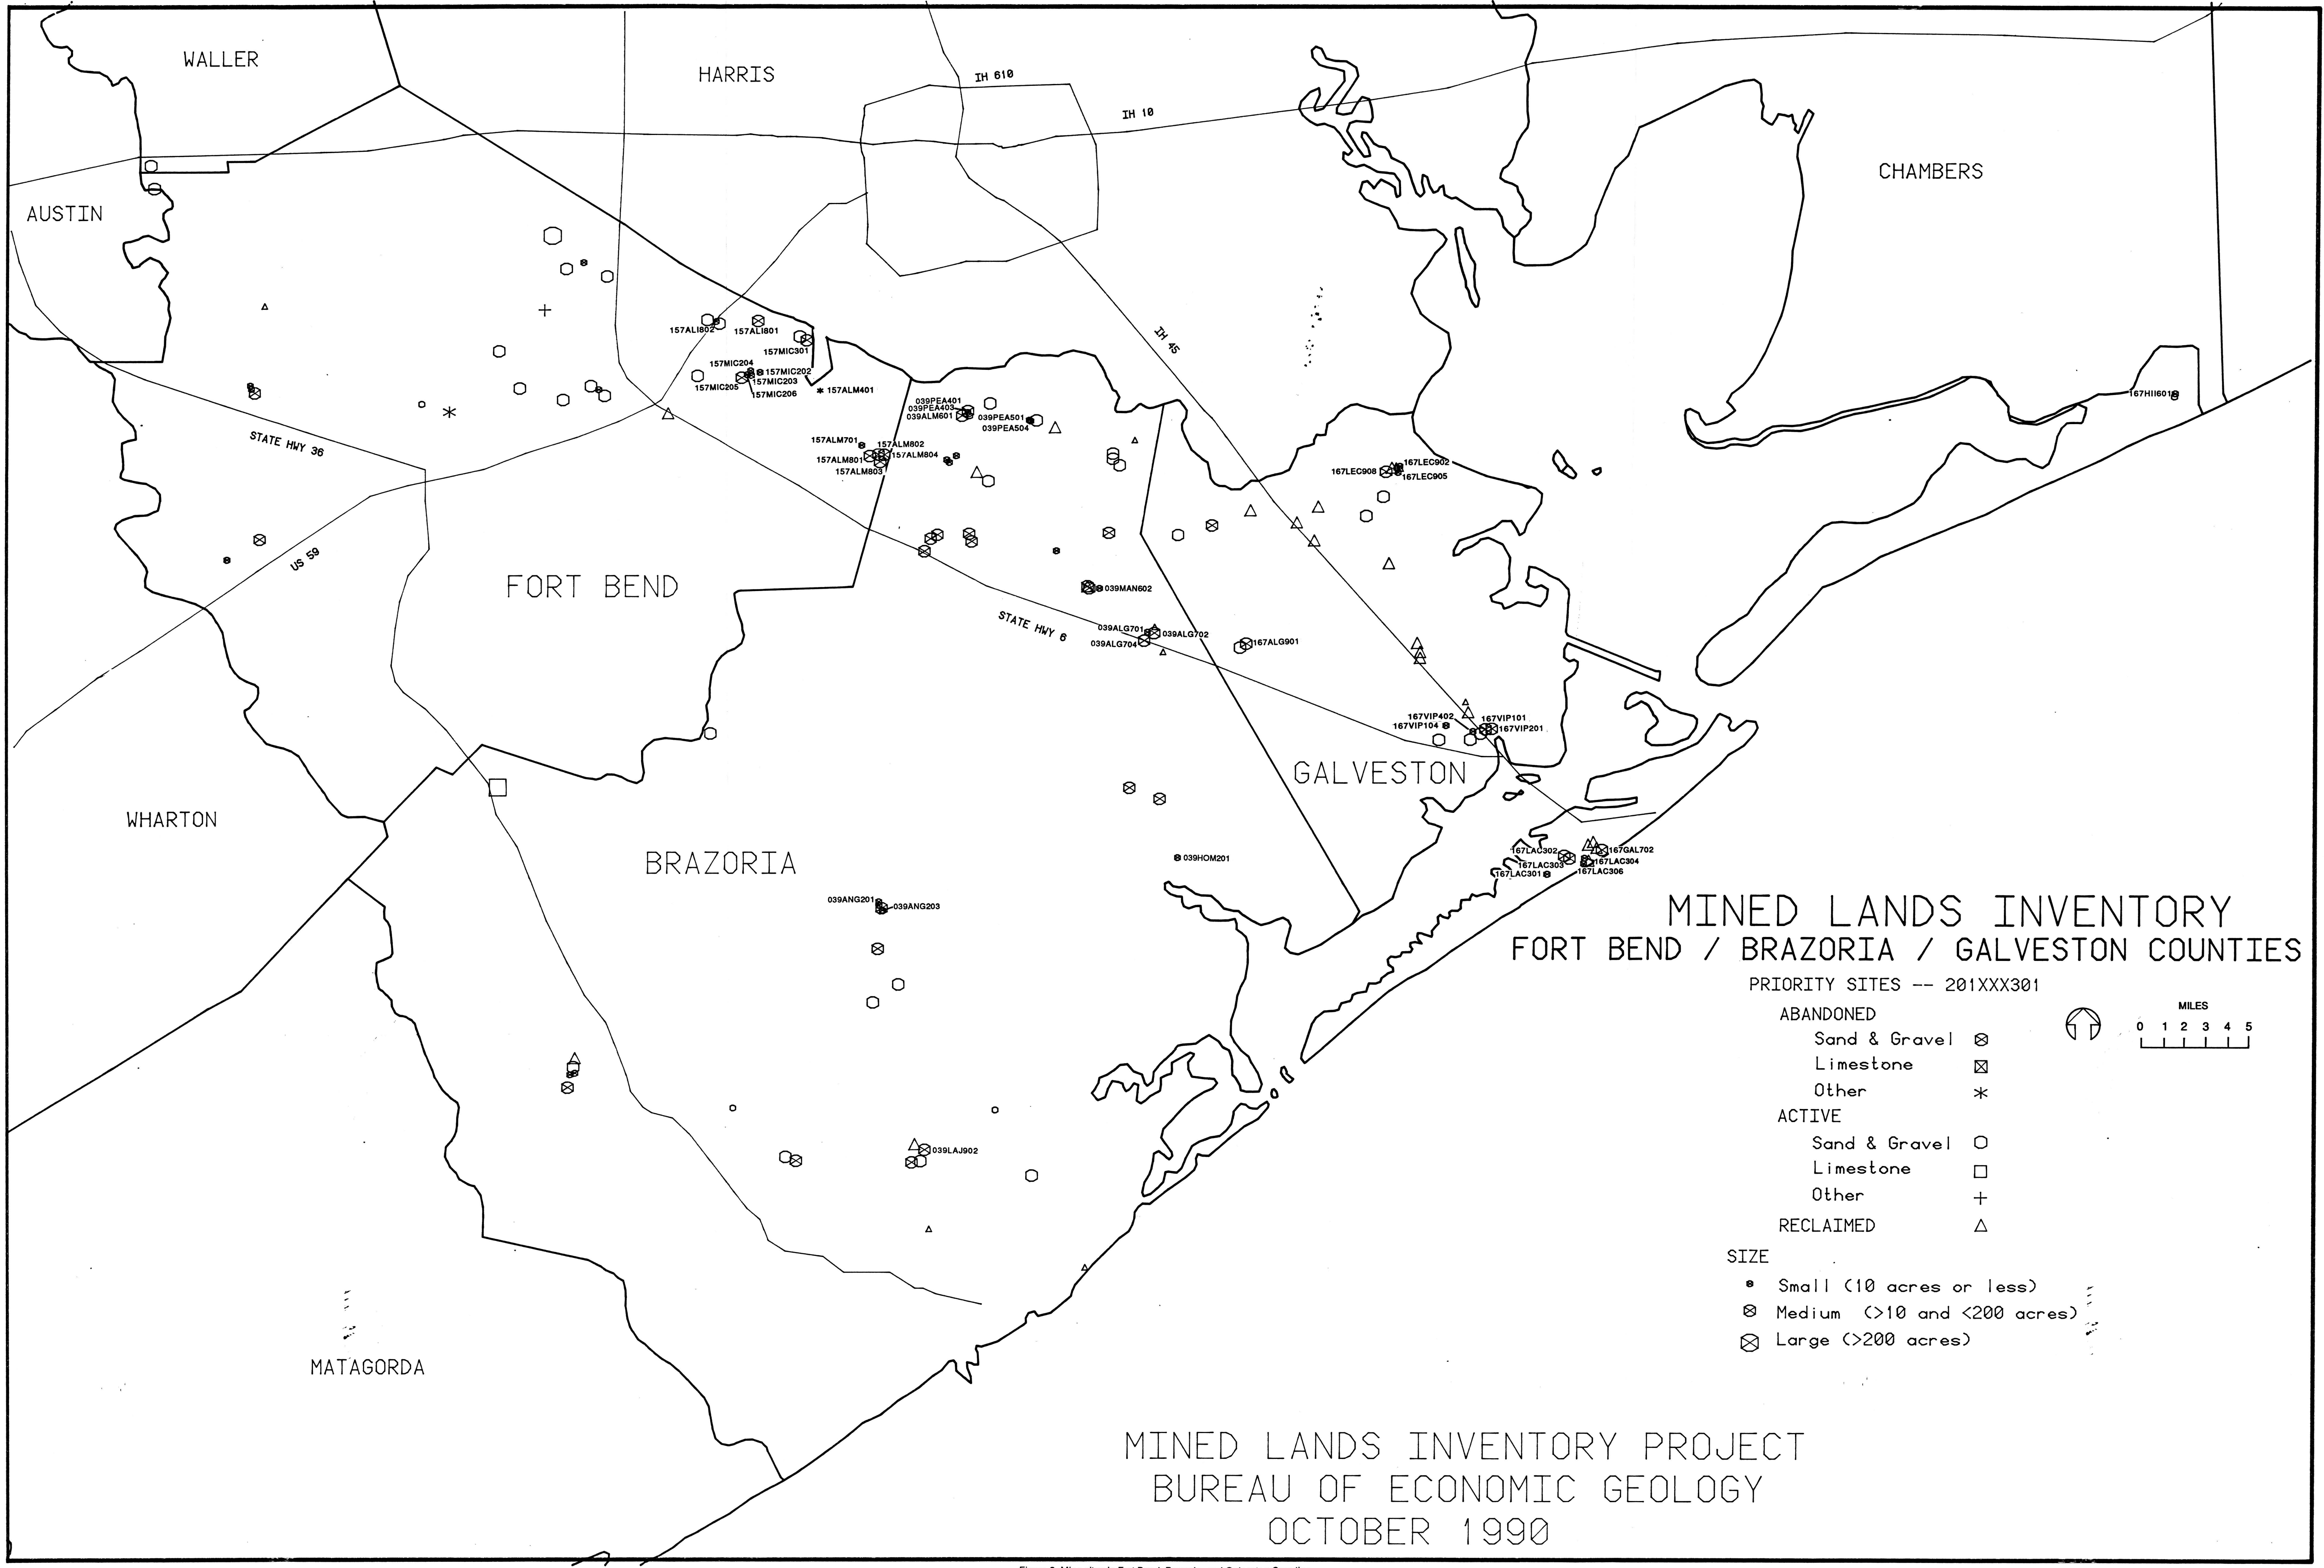 WALLER
HARRIS
IH 610
IH 10
CHAMBERS
AUSTIN
IH 45
157ALI802
157ALI801
157MIC301
157MIC204
157MIC202
157MIC203
157MIC205
157MIC206
157ALM401
039PEA401
039PEA403
039ALM601
039PEA501
039PEA504
167HII601
STATE HWY 36
157ALM701
157ALM802
157ALM801
157ALM804
157ALM803
167LEC902
167LEC908
167LEC905
US 59
FORT BEND
039MAN602
STATE HWY 6
039ALG701
039ALG702
039ALG704
167ALG901
167VIP402
167VIP101
167VIP104
167VIP201
GALVESTON
WHARTON
BRAZORIA
039HOM201
167LAC302
167GAL702
167LAC303
167LAC304
167LAC301
167LAC306
039ANG201
039ANG203
MINED LANDS INVENTORY
FORT BEND / BRAZORIA / GALVESTON COUNTIES
PRIORITY SITES -- 201XXX301
ABANDONED
Sand & Gravel
Limestone
Other
ACTIVE
Sand & Gravel
Limestone
Other
RECLAIMED
MILES
0 1 2 3 4 5
SIZE
Small (10 acres or less)
Medium (>10 and <200 acres)
Large (>200 acres)
039LAJ902
MATAGORDA
MINED LANDS INVENTORY PROJECT
BUREAU OF ECONOMIC GEOLOGY
OCTOBER 1990